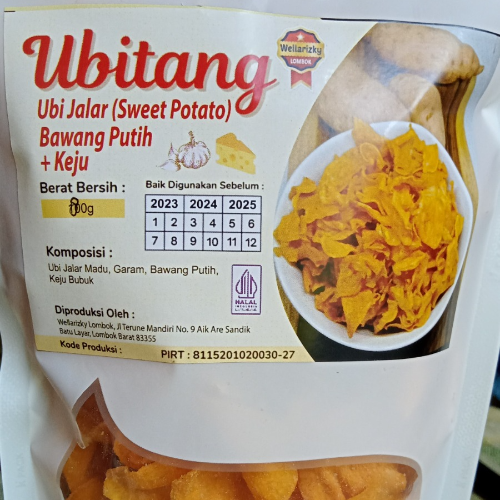 Ubitang
Wellarizky
LOMBOK
Ubi Jalar (Sweet Potato)
Bawang Putih
+ Keju
Berat Bersih :
Baik Digunakan Sebelum :
2023 2024 2025
1 2 3 4 5 6
7 8 9 10 11 12
Komposisi :
Ubi Jalar Madu, Garam, Bawang Putih,
Keju Bubuk
HALAL
INDONESIA
Diproduksi Oleh :
Wellarizky Lombok, Jl Terune Mandiri No. 9 Aik Are Sandik
Batu Layar, Lombok Barat 83355
Kode Produksi :
PIRT : 8115201020030-27